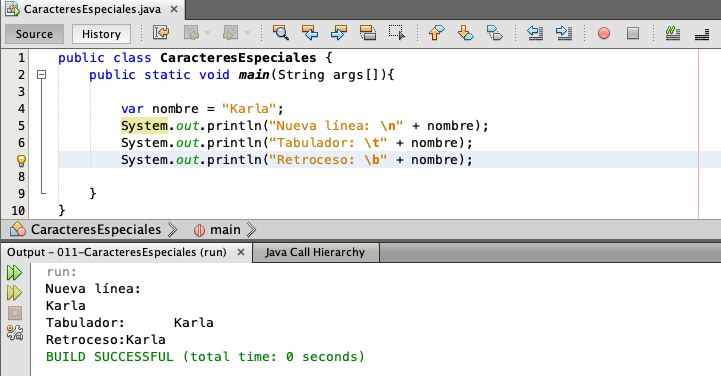 CaracteresEspeciales.java ×
Source History
1 public class CaracteresEspeciales {
2 public static void main(String args[]){
3
4 var nombre = "Karla";
5 System.out.println("Nueva línea: \n" + nombre);
6 System.out.println("Tabulador: \t" + nombre);
System.out.println("Retroceso: \b" + nombre);
8
9 }
10 }
CaracteresEspeciales main
Output - 011-CaracteresEspeciales (run) × Java Call Hierarchy
run:
Nueva línea:
Karla
Tabulador: Karla
Retroceso:Karla
BUILD SUCCESSFUL (total time: 0 seconds)